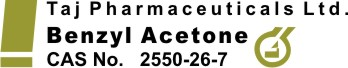 Taj Pharmaceuticals Ltd.
Benzyl Acetone
CAS No. 2550-26-7